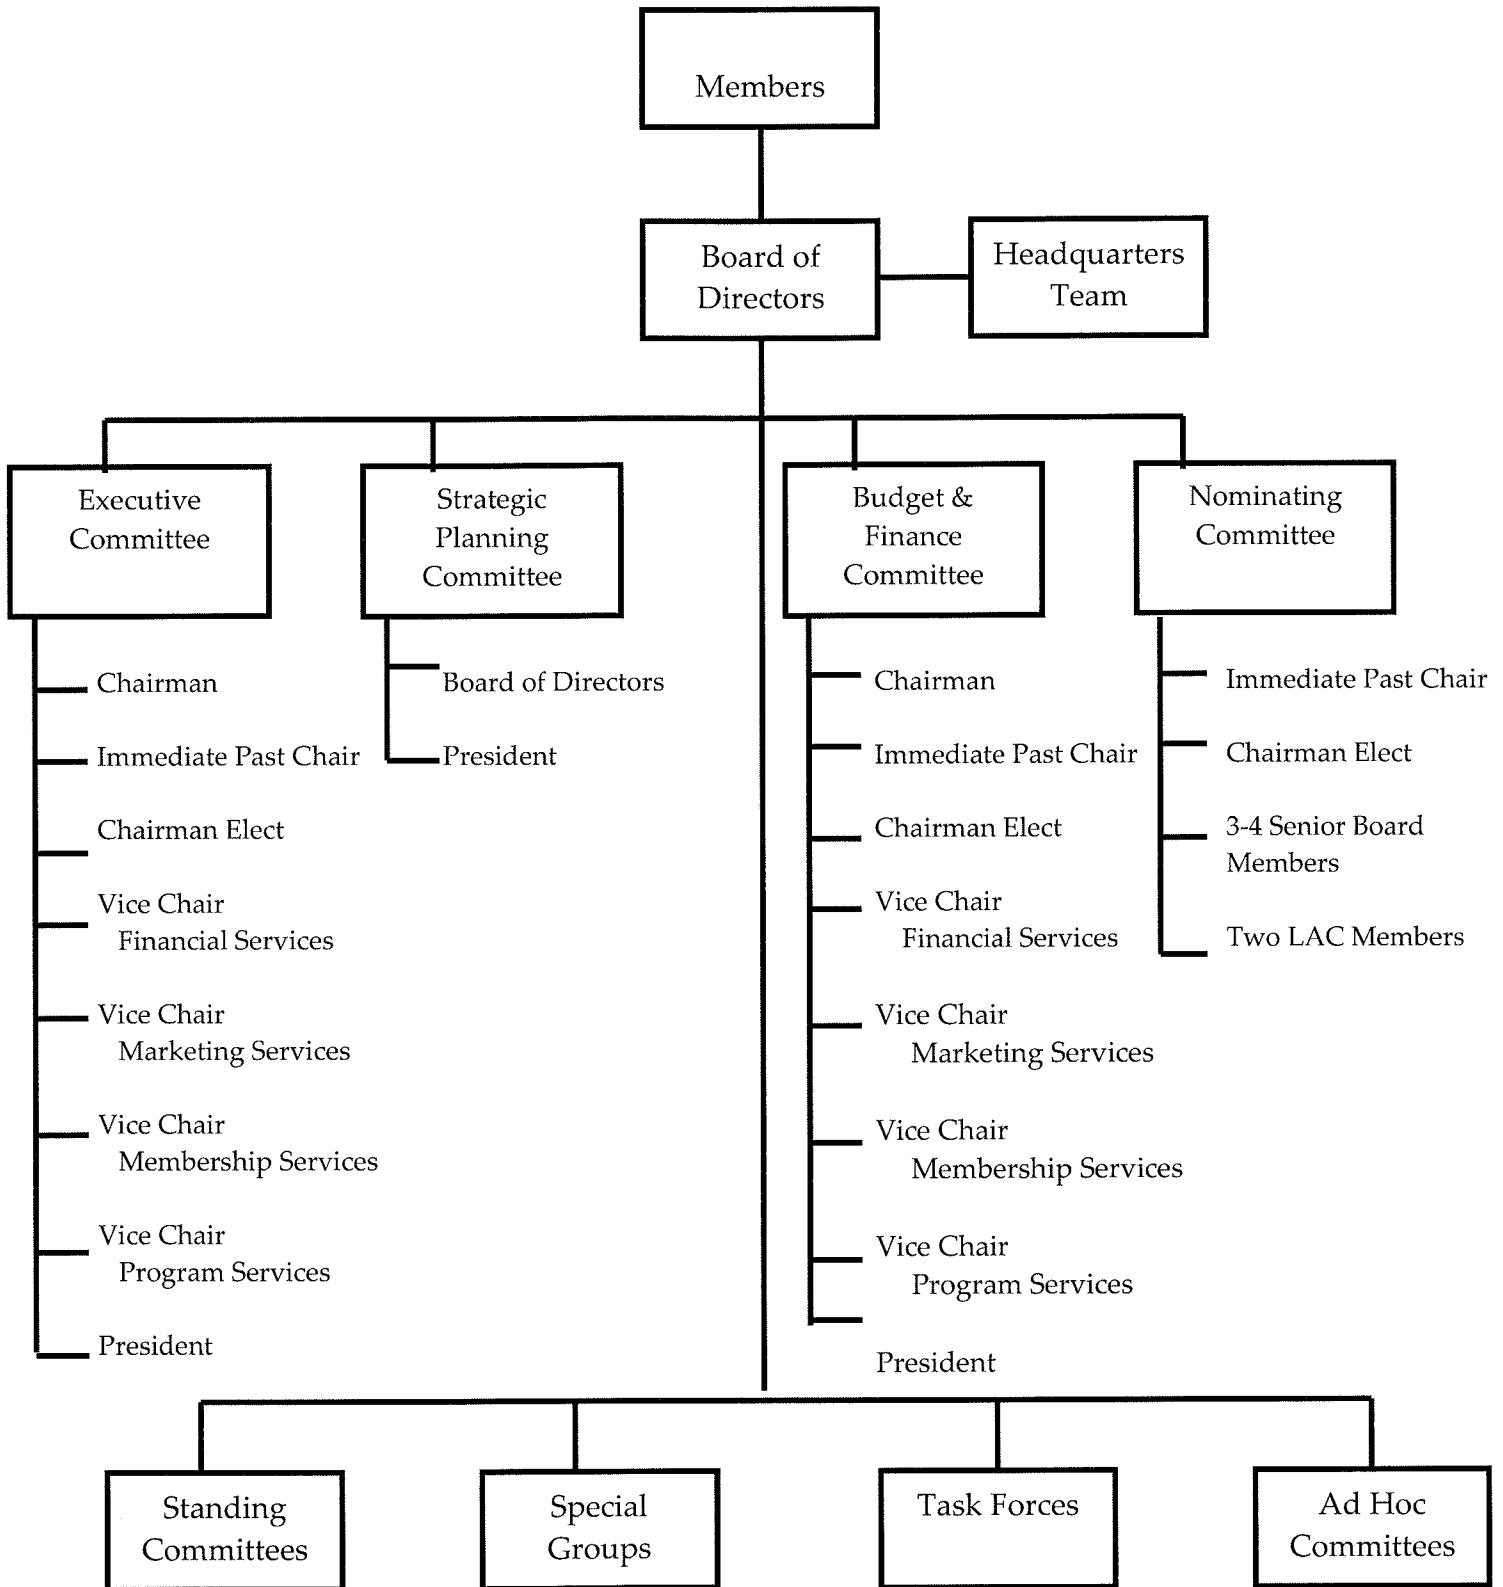 Members
Board of
Directors
Headquarters
Team
Executive
Committee
Strategic
Planning
Committee
Budget &
Finance
Committee
Nominating
Committee
Chairman
Immediate Past Chair
Chairman Elect
Vice Chair
Financial Services
Vice Chair
Marketing Services
Vice Chair
Membership Services
Vice Chair
Program Services
President
Board of Directors
President
Chairman
Immediate Past Chair
Chairman Elect
Vice Chair
Financial Services
Vice Chair
Marketing Services
Vice Chair
Membership Services
Vice Chair
Program Services
President
Immediate Past Chair
Chairman Elect
3-4 Senior Board
Members
Two LAC Members
Standing
Committees
Special
Groups
Task Forces
Ad Hoc
Committees